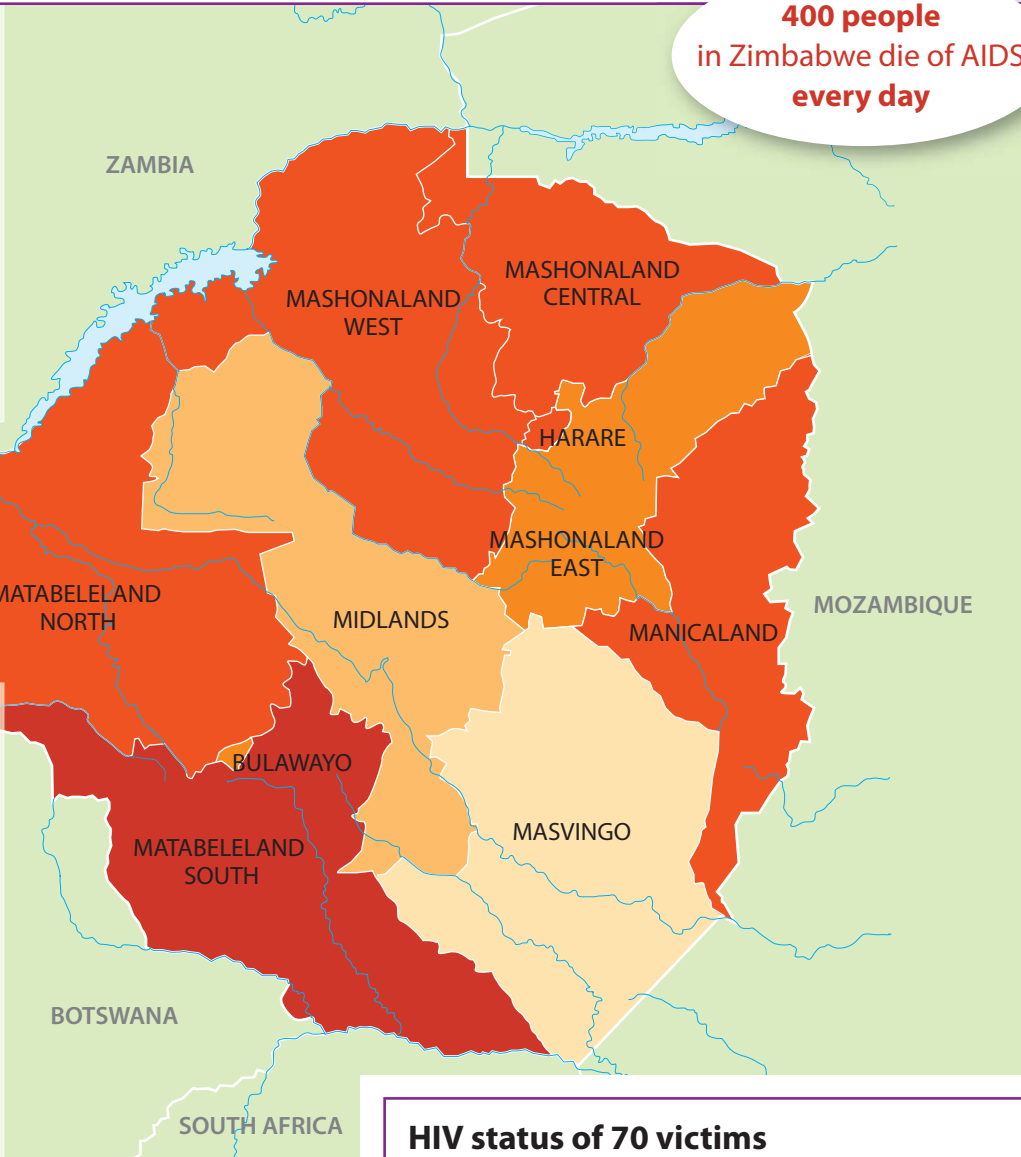 400 people
in Zimbabwe die of AIDS
every day
ZAMBIA
MASHONALAND
CENTRAL
MASHONALAND
WEST
HARARE
MASHONALAND
EAST
MATABELELAND
NORTH
MIDLANDS
MOZAMBIQUE
MANICALAND
BULAWAYO
MASVINGO
MATABELELAND
SOUTH
BOTSWANA
SOUTH AFRICA
HIV status of 70 victims